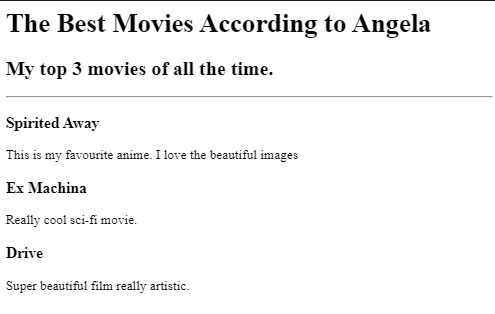 The Best Movies According to Angela
My top 3 movies of all the time.
Spirited Away
This is my favourite anime. I love the beautiful images
Ex Machina
Really cool sci-fi movie.
Drive
Super beautiful film really artistic.